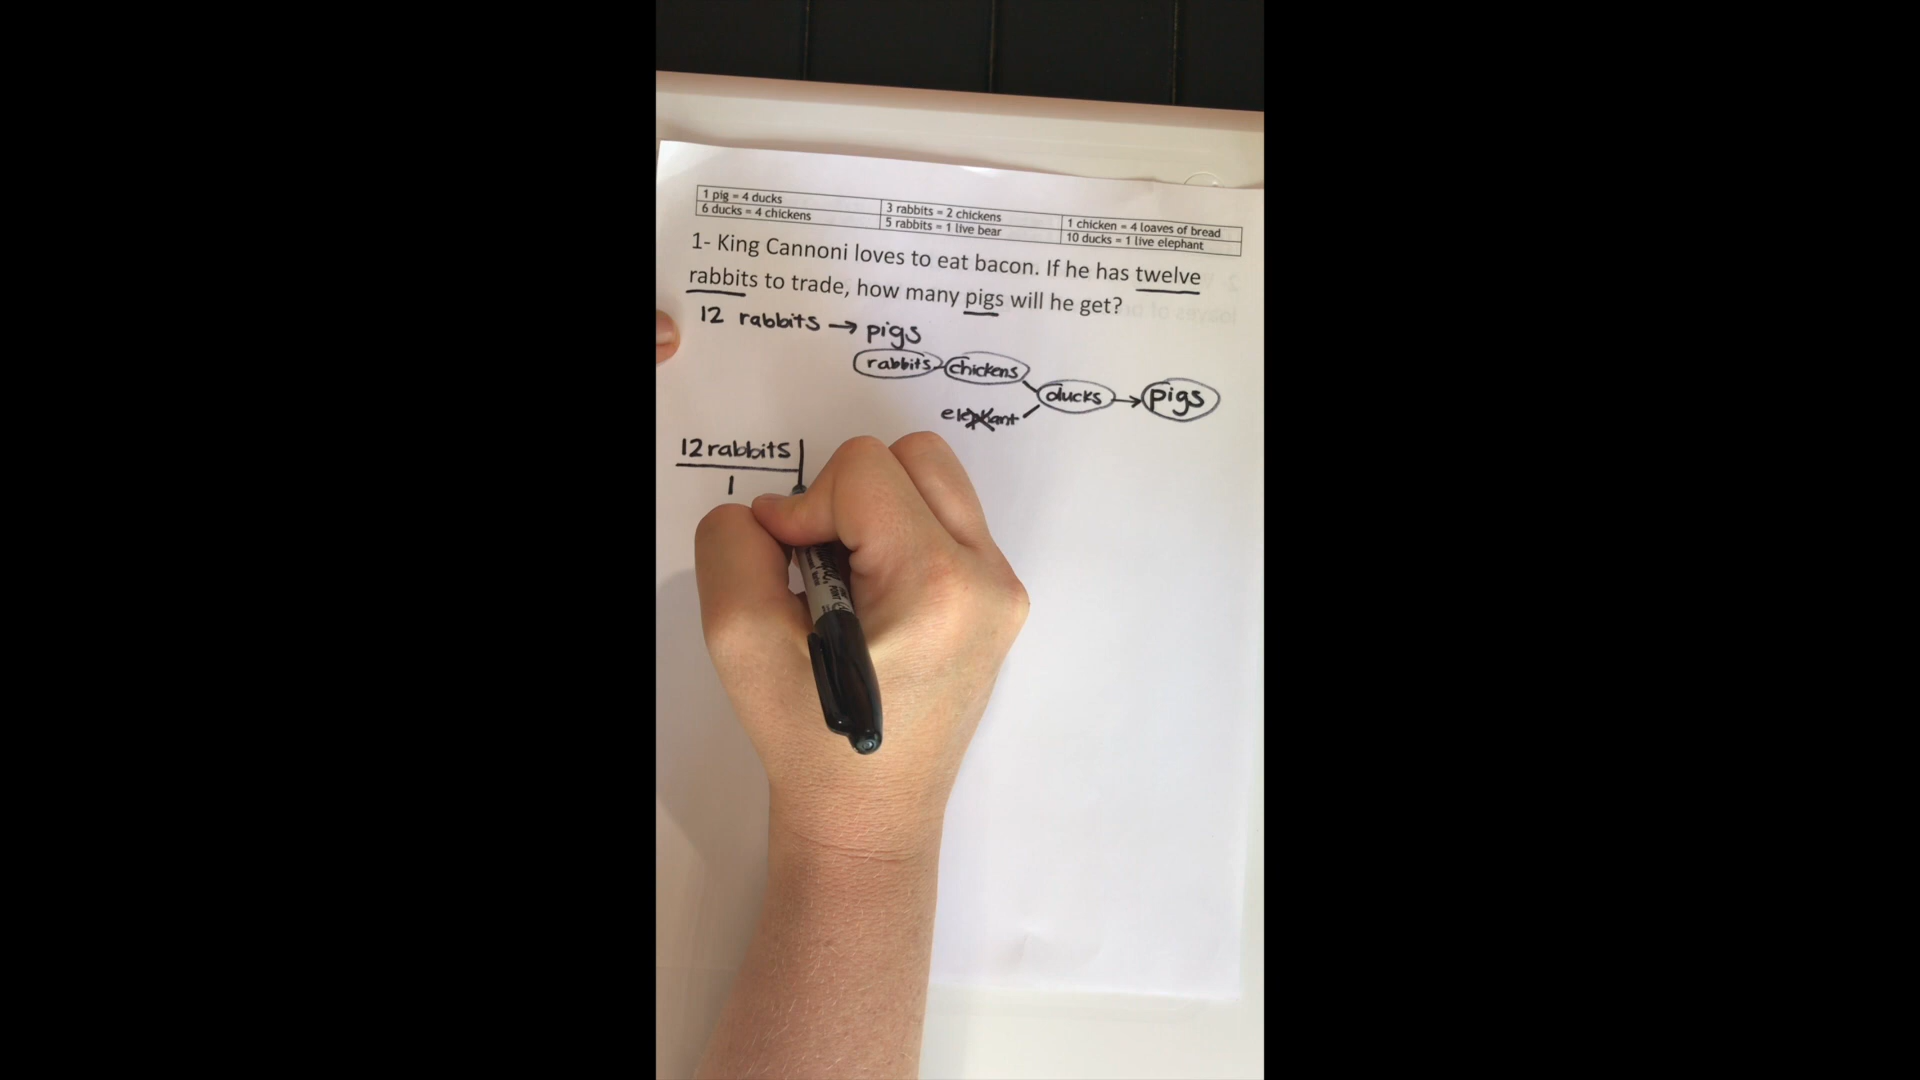 1 pig = 4 ducks
3 rabbits = 2 chickens
1 chicken = 4 loaves of bread
6 ducks = 4 chickens
5 rabbits = 1 live bear
10 ducks = 1 live elephant
1- King Cannoni loves to eat bacon. If he has twelve
rabbits to trade, how many pigs will he get?
12 rabbits → pigs
rabbits - chickens
ducks → pigs
elephant
12 rabbits
1